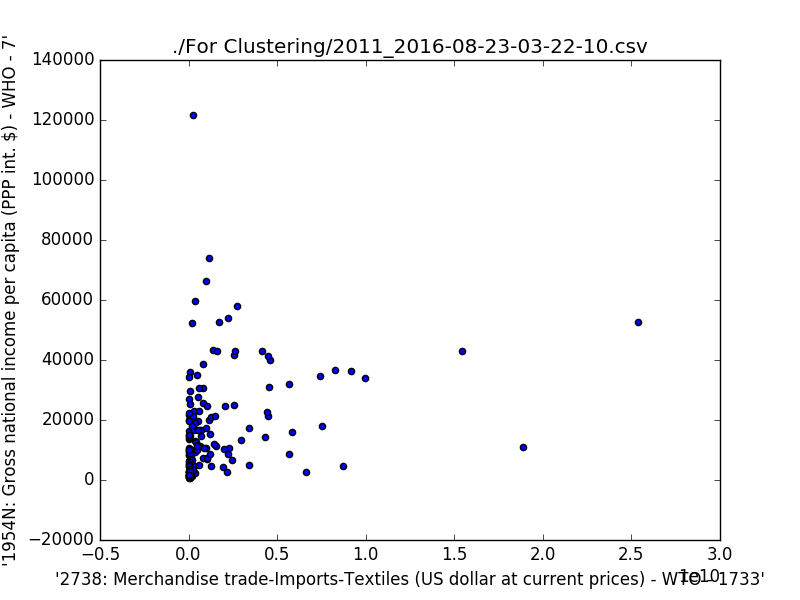 ./For Clustering/2011_2016-08-23-03-22-10.csv
'1954N: Gross national income per capita (PPP int. $) - WHO - 7'
140000
120000
100000
80000
60000
40000
20000
0
−20000
−0.5 0.0 0.5 1.0 1.5 2.0 2.5 3.0
1e10
'2738: Merchandise trade-Imports-Textiles (US dollar at current prices) - WTO - 1733'